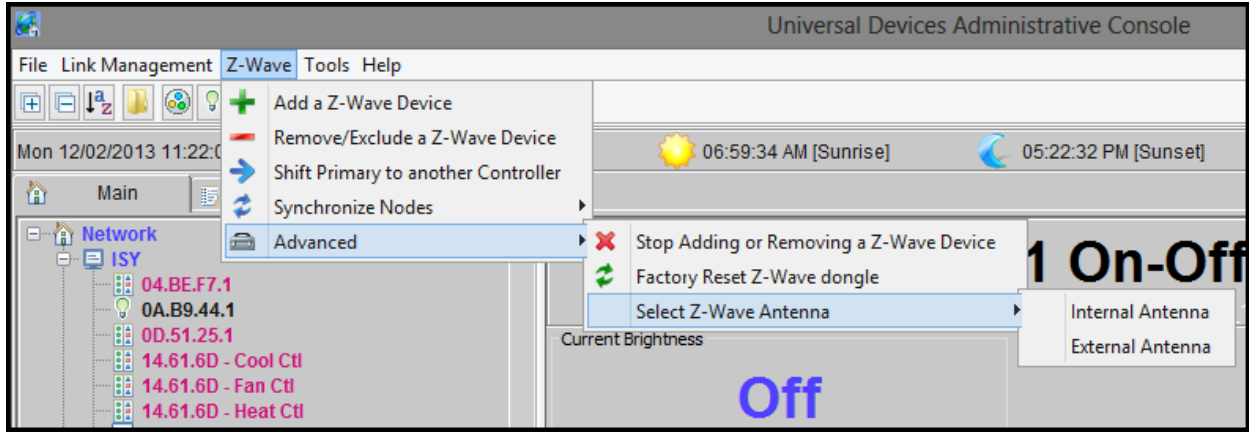 Universal Devices Administrative Console
File Link Management Z-Wave Tools Help
Add a Z-Wave Device
Remove/Exclude a Z-Wave Device
Mon 12/02/2013 11:22:0
06:59:34 AM [Sunrise]
05:22:32 PM [Sunset]
Shift Primary to another Controller
Main
Synchronize Nodes
Network
Advanced
Stop Adding or Removing a Z-Wave Device
1 On-Off
ISY
04.BE.F7.1
Factory Reset Z-Wave dongle
0A.B9.44.1
Select Z-Wave Antenna
Internal Antenna
0D.51.25.1
Current Brightness
External Antenna
14.61.6D - Cool Ctl
14.61.6D - Fan Ctl
Off
14.61.6D - Heat Ctl